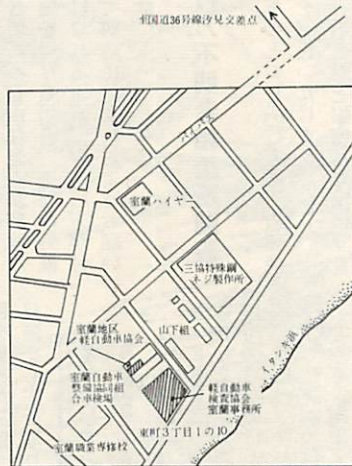 国道36号線汐見交差点
バイパス
室蘭ハイヤー
三協特殊鋼
ネジ製作所
山下組
室蘭地区
軽自動車協会
室蘭自動車
整備協同組
合車検場
軽自動車
検査協会
室蘭事務所
東町3丁目1の10
室蘭職業専修校
イタンキ浜